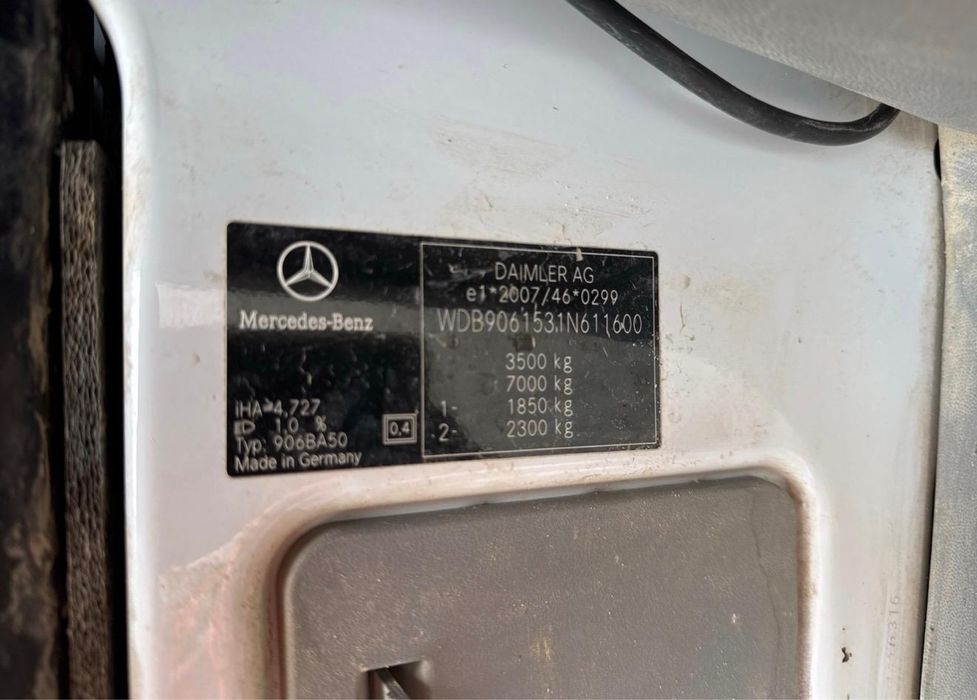 Mercedes-Benz
IHA 4,727
ED 1.0 %
Typ: 906BA50
Made in Germany
0.4
DAIMLER AG
e1*2007/46*0299
WDB9061531N611600
3500 kg
7000 kg
1- 1850 kg
2- 2300 kg